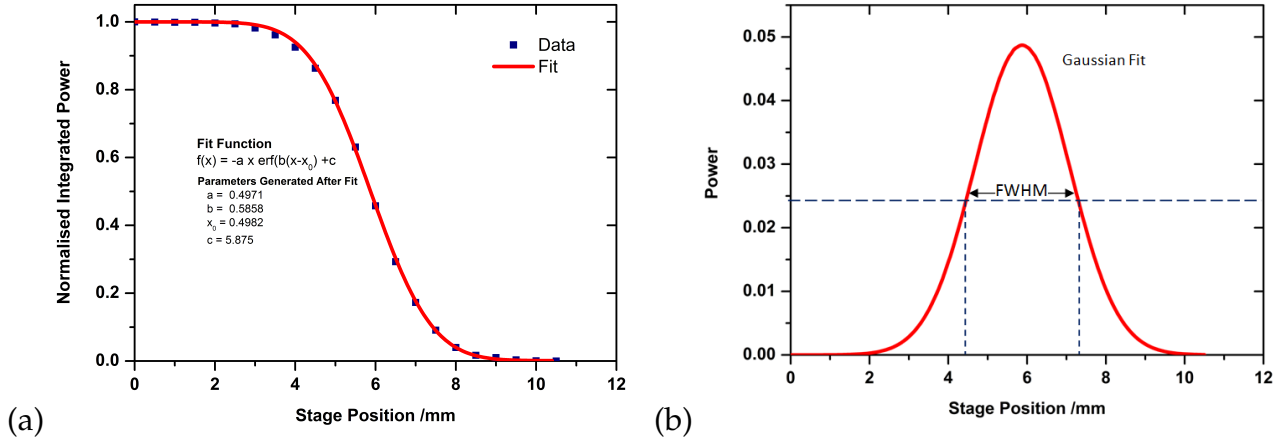 1.0
0.8
0.6
0.4
0.2
0.0
Normalised Integrated Power
Data
Fit
Fit Function
f(x) = -a x erf(b(x-x0) +c
Parameters Generated After Fit
a = 0.4971
b = 0.5858
x0 = 0.4982
c = 5.875
0 2 4 6 8 10 12
Stage Position /mm
(a)
0.05
0.04
0.03
0.02
0.01
0.00
Power
Gaussian Fit
FWHM
0 2 4 6 8 10 12
Stage Position /mm
(b)